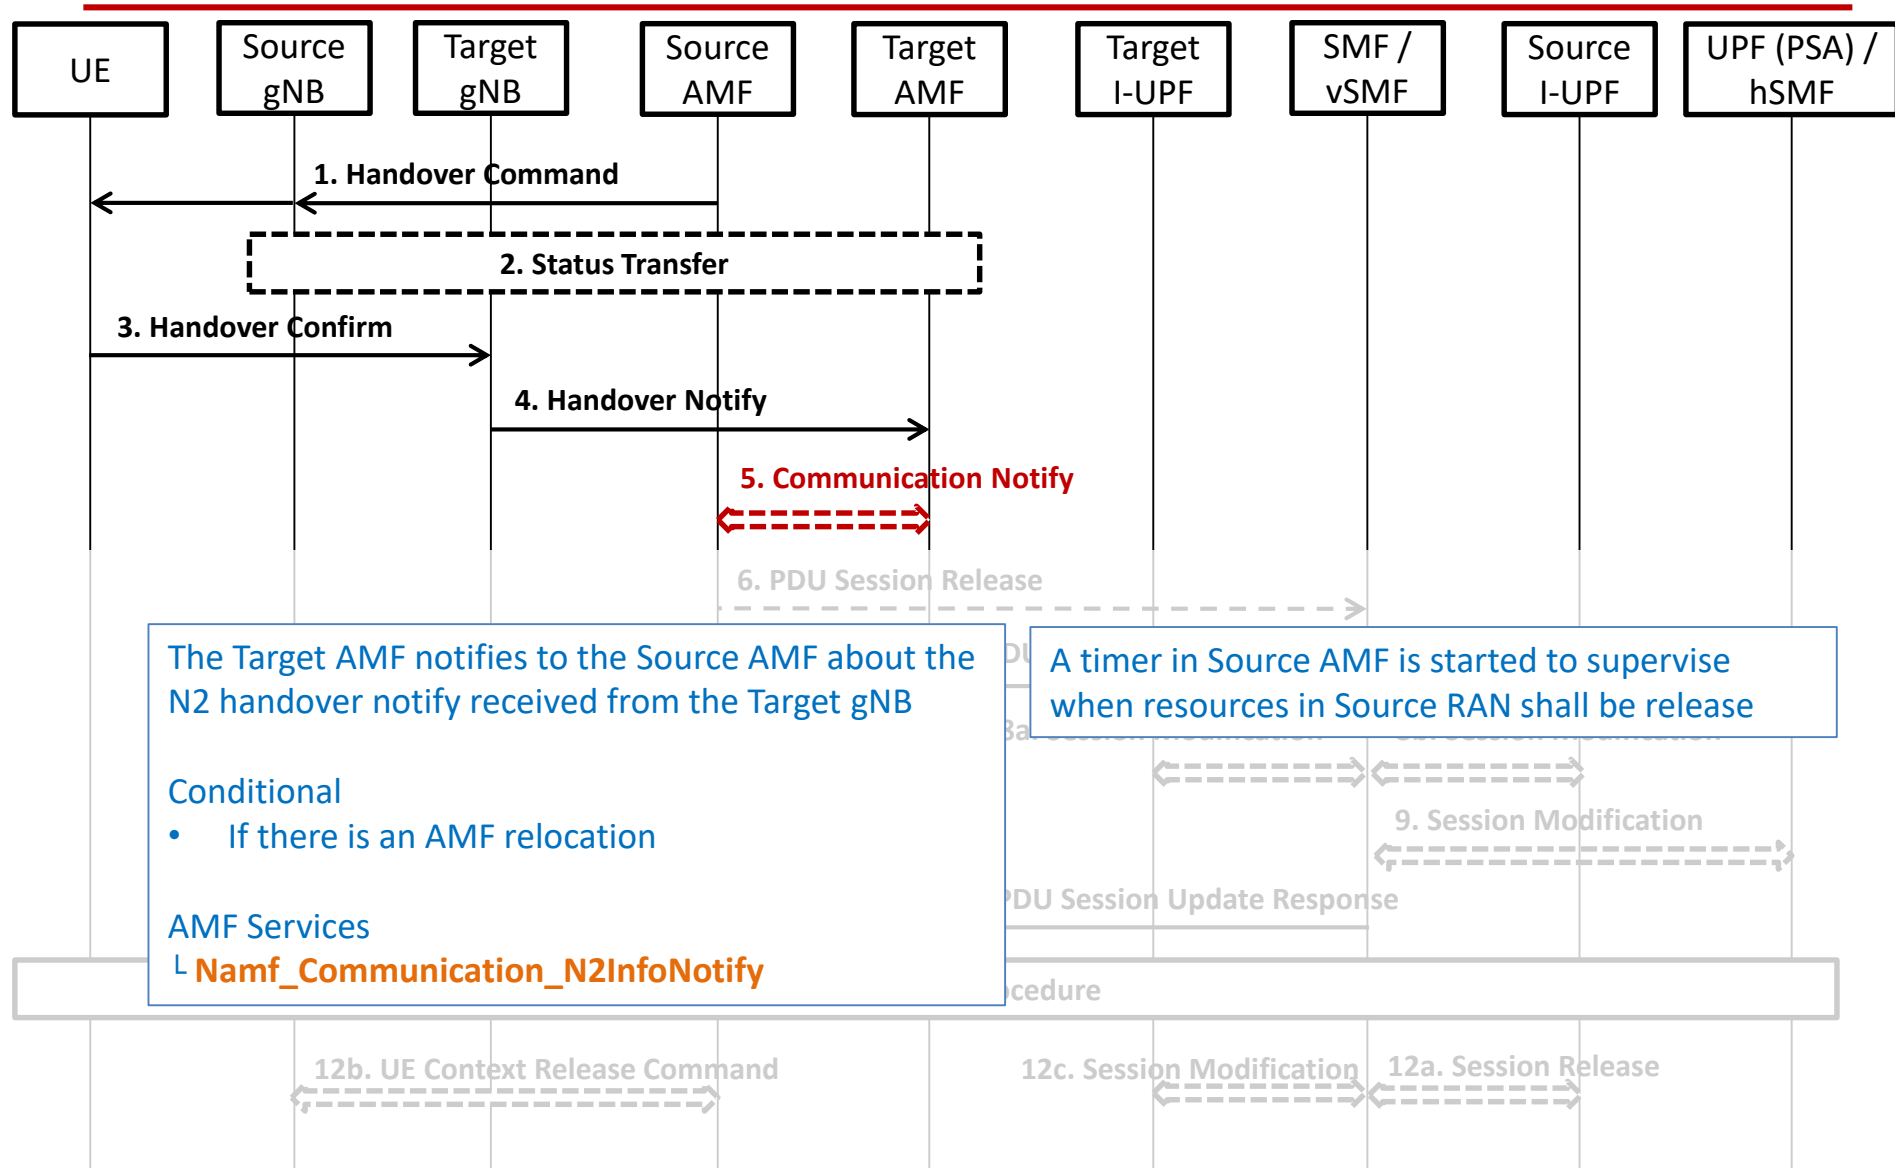 UE
Source
gNB
Target
gNB
Source
AMF
Target
AMF
Target
I-UPF
SMF /
vSMF
Source
I-UPF
UPF (PSA) /
hSMF
1. Handover Command
2. Status Transfer
3. Handover Confirm
4. Handover Notify
5. Communication Notify
6. PDU Session Release
The Target AMF notifies to the Source AMF about the
N2 handover notify received from the Target gNB
Conditional
• If there is an AMF relocation
AMF Services
└ Namf_Communication_N2InfoNotify
A timer in Source AMF is started to supervise
when resources in Source RAN shall be release
9. Session Modification
PDU Session Update Response
12b. UE Context Release Command
12c. Session Modification
12a. Session Release